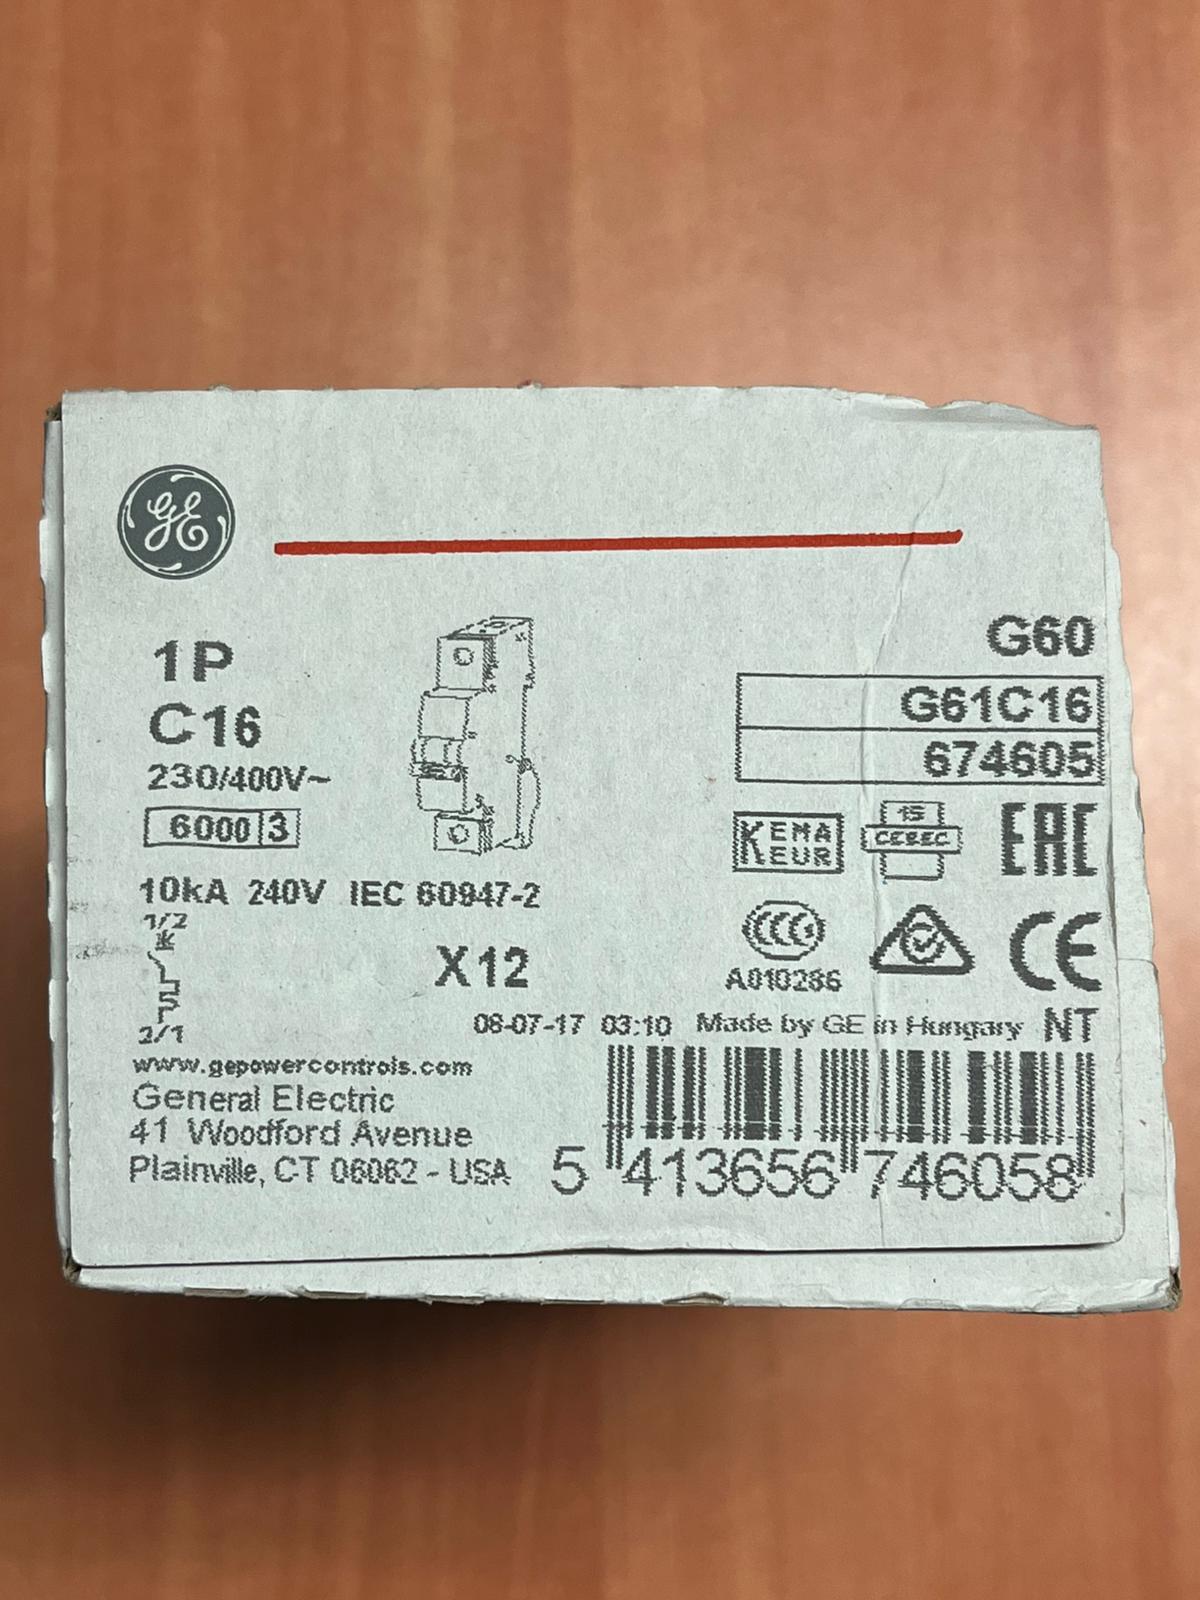 GE
1P
C16
230/400V~
6000 3
10kA 240V IEC 60947-2
1/2
2/1
X12
G60
G61C16
674605
KEMA
KEUR
15
CEBEC
EAC
CCC
A010286
CE
08-07-17 03:10 Made by GE in Hungary NT
www.gepowercontrols.com
General Electric
41 Woodford Avenue
Plainville, CT 06062 - USA
5 413656 746058